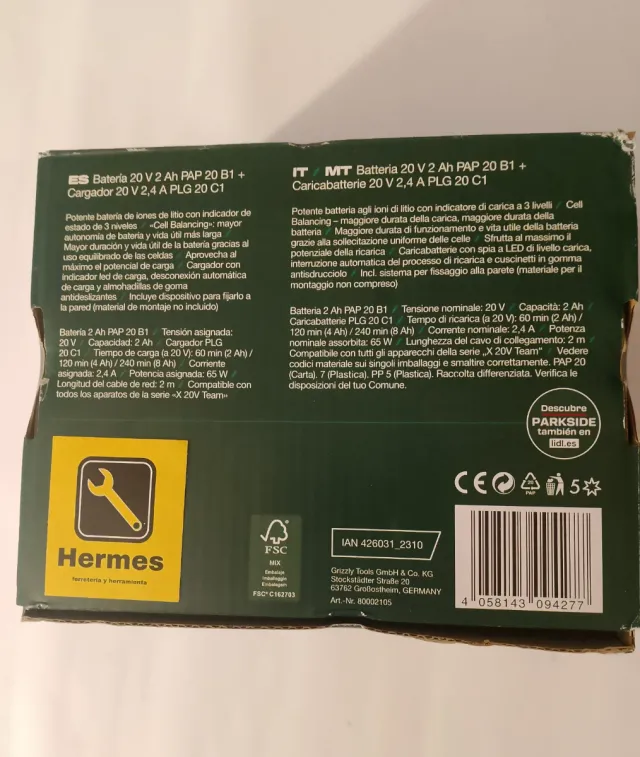 ES Batería 20 V 2 Ah PAP 20 B1 +
Cargador 20 V 2,4 A PLG 20 C1
Potente batería de iones de litio con indicador de
estado de 3 niveles / «Cell Balancing»: mayor
autonomía de batería y vida útil más larga /
Mayor duración y vida útil de la batería gracias al
uso equilibrado de las celdas / Aprovecha al
máximo el potencial de carga / Cargador con
indicador led de carga, desconexión automática
de carga y almohadillas de goma
antideslizantes / Incluye dispositivo para fijarlo a
la pared (material de montaje no incluido)
Batería 2 Ah PAP 20 B1 / Tensión asignada:
20 V / Capacidad: 2 Ah / Cargador PLG
20 C1 / Tiempo de carga (a 20 V): 60 min (2 Ah) /
120 min (4 Ah) / 240 min (8 Ah) / Corriente
asignada: 2,4 A / Potencia asignada: 65 W /
Longitud del cable de red: 2 m / Compatible con
todos los aparatos de la serie «X 20V Team»
IT / MT Batteria 20 V 2 Ah PAP 20 B1 +
Caricabatterie 20 V 2,4 A PLG 20 C1
Potente batteria agli ioni di litio con indicatore di carica a 3 livelli / Cell
Balancing – maggiore durata della carica, maggiore durata della
batteria / Maggiore durata di funzionamento e vita utile della batteria
grazie alla sollecitazione uniforme delle celle / Sfrutta al massimo il
potenziale della ricarica / Caricabatterie con spia a LED di livello carica,
interruzione automatica del processo di ricarica e cuscinetti in gomma
antisdrucciolo / Incl. sistema per fissaggio alla parete (materiale per il
montaggio non compreso)
Batteria 2 Ah PAP 20 B1 / Tensione nominale: 20 V / Capacità: 2 Ah /
Caricabatterie PLG 20 C1 / Tempo di ricarica (a 20 V): 60 min (2 Ah) /
120 min (4 Ah) / 240 min (8 Ah) / Corrente nominale: 2,4 A / Potenza
nominale assorbita: 65 W / Lunghezza del cavo di collegamento: 2 m /
Compatibile con tutti gli apparecchi della serie „X 20V Team" / Vedere
codici materiale sui singoli imballaggi e smaltire correttamente. PAP 20
(Carta). 7 (Plastica). PP 5 (Plastica). Raccolta differenziata. Verifica le
disposizioni del tuo Comune.
Descubre
PARKSIDE
también en
lidl.es
CE
20
PAP
5
Hermes
ferretería y herramienta
FSC
MIX
Embalaje
Imballaggio
Embalagem
FSC® C162703
IAN 426031_2310
Grizzly Tools GmbH & Co. KG
Stockstädter Straße 20
63762 Großostheim, GERMANY
Art.-Nr. 80002105
4 058143 094277